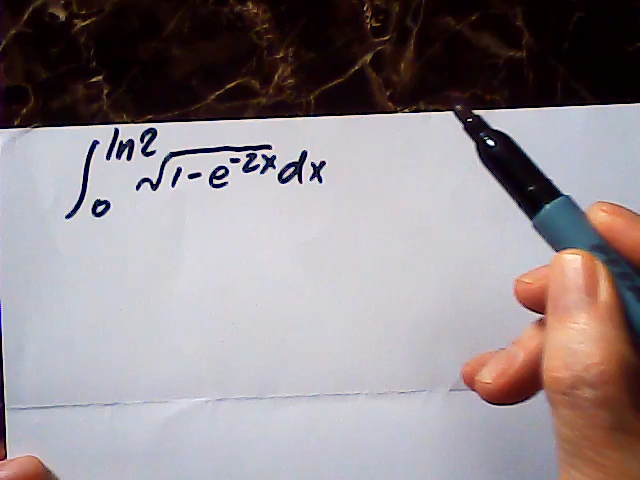 ∫₀^ln2 √(1-e^-2x) dx